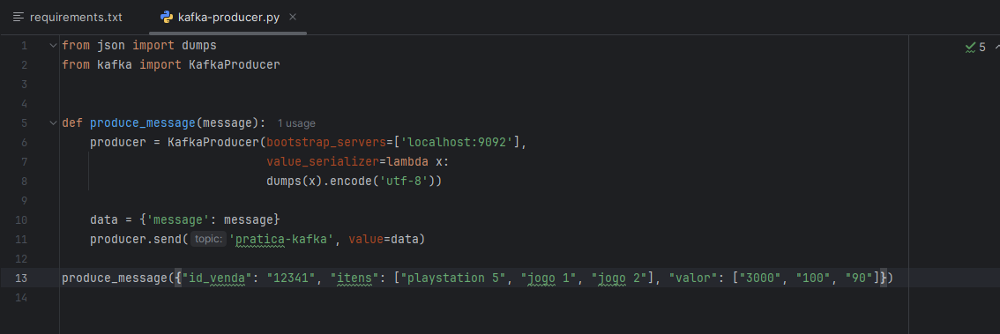 requirements.txt kafka-producer.py
1 from json import dumps 5
2 from kafka import KafkaProducer
3
4
5 def produce_message(message): 1 usage
6 producer = KafkaProducer(bootstrap_servers=['localhost:9092'],
7 value_serializer=lambda x:
8 dumps(x).encode('utf-8'))
9
10 data = {'message': message}
11 producer.send( topic: 'pratica-kafka', value=data)
12
13 produce_message({"id_venda": "12341", "itens": ["playstation 5", "jogo 1", "jogo 2"], "valor": ["3000", "100", "90"]})
14